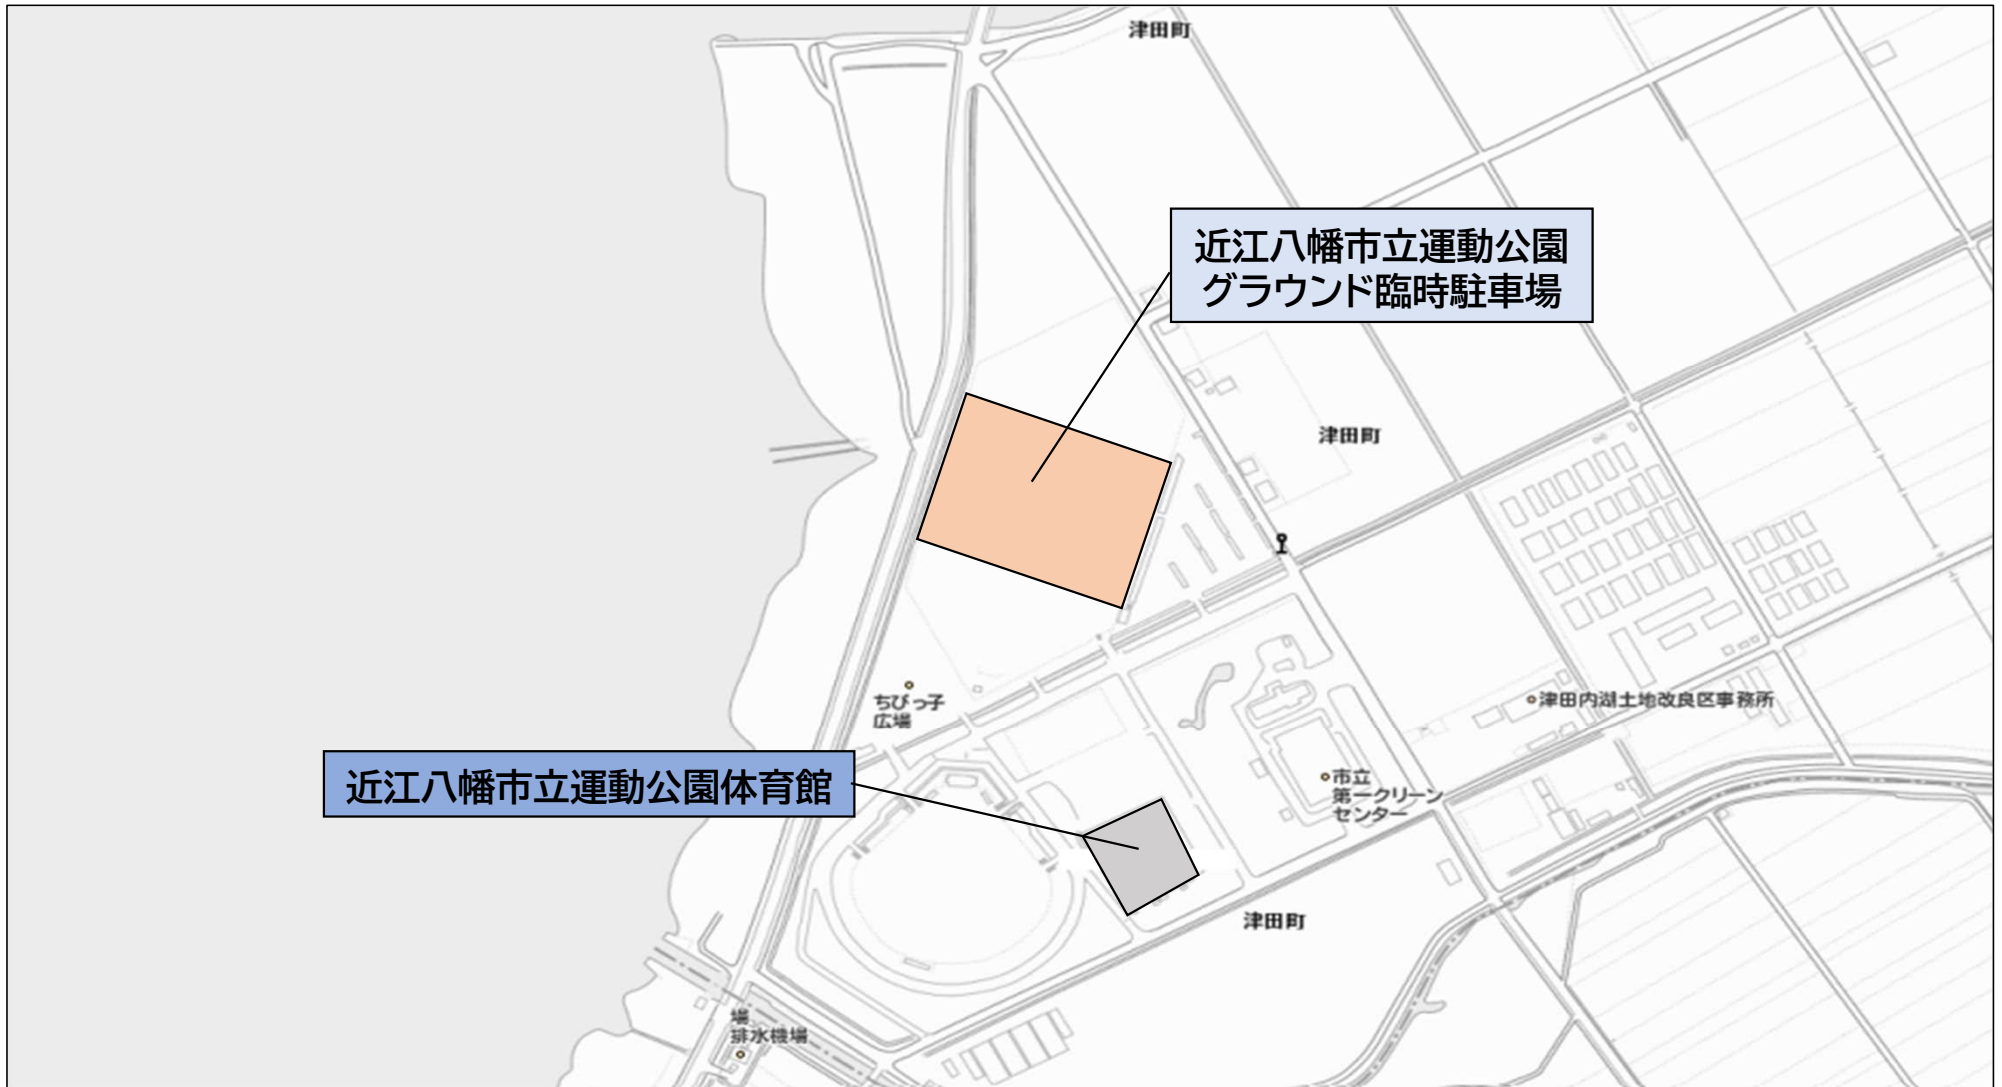 津田町
近江八幡市立運動公園
グラウンド臨時駐車場
津田町
ちびっ子
広場
津田内湖土地改良区事務所
近江八幡市立運動公園体育館
市立
第一クリーン
センター
津田町
場
排水機場